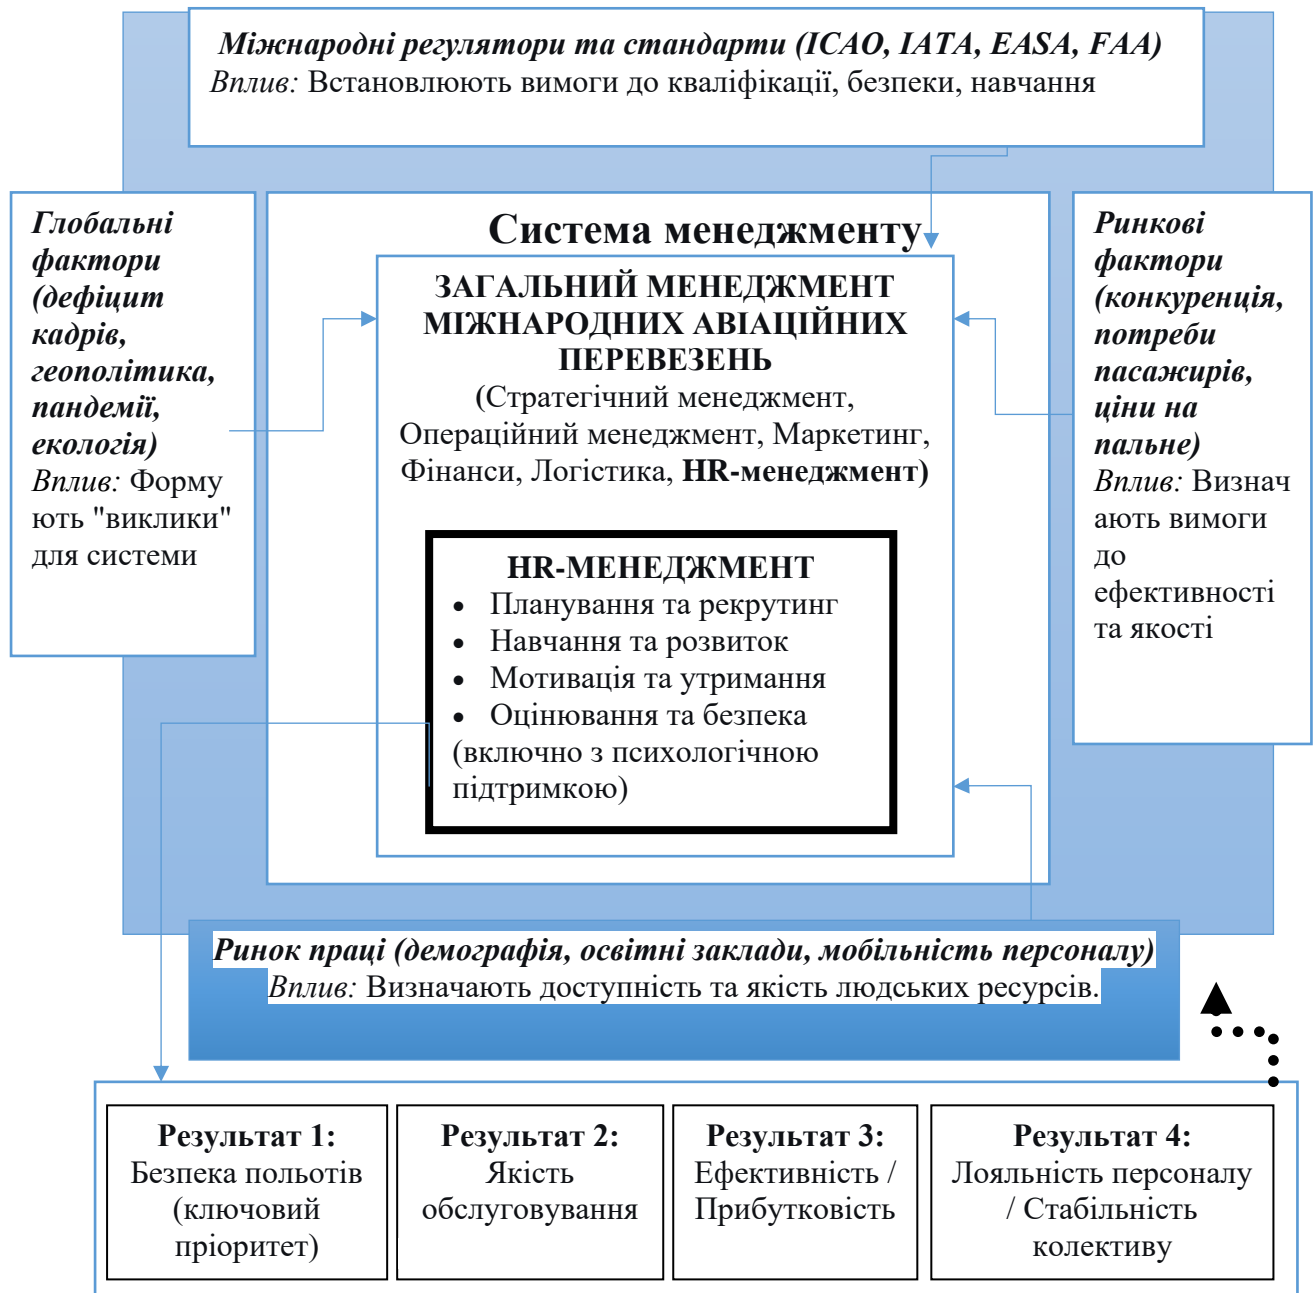 Міжнародні регулятори та стандарти (ICAO, IATA, EASA, FAA)
Вплив: Встановлюють вимоги до кваліфікації, безпеки, навчання
Глобальні
фактори
(дефіцит
кадрів,
геополітика,
пандемії,
екологія)
Вплив: Форму
ють "виклики"
для системи
Система менеджменту
ЗАГАЛЬНИЙ МЕНЕДЖМЕНТ
МІЖНАРОДНИХ АВІАЦІЙНИХ
ПЕРЕВЕЗЕНЬ
(Стратегічний менеджмент,
Операційний менеджмент, Маркетинг,
Фінанси, Логістика, HR-менеджмент)
HR-МЕНЕДЖМЕНТ
• Планування та рекрутинг
• Навчання та розвиток
• Мотивація та утримання
• Оцінювання та безпека
(включно з психологічною
підтримкою)
Ринкові
фактори
(конкуренція,
потреби
пасажирів,
ціни на
пальне)
Вплив: Визнач
ають вимоги
до
ефективності
та якості
Ринок праці (демографія, освітні заклади, мобільність персоналу)
Вплив: Визначають доступність та якість людських ресурсів.
Результат 1:
Безпека польотів
(ключовий
пріоритет)
Результат 2:
Якість
обслуговування
Результат 3:
Ефективність /
Прибутковість
Результат 4:
Лояльність персоналу
/ Стабільність
колективу